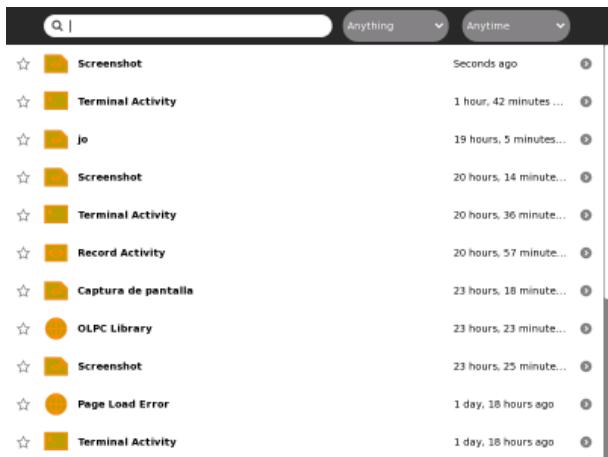 Anything Anytime
Screenshot Seconds ago
Terminal Activity 1 hour, 42 minutes ...
jo 19 hours, 5 minutes...
Screenshot 20 hours, 14 minute...
Terminal Activity 20 hours, 36 minute...
Record Activity 20 hours, 57 minute...
Captura de pantalla 23 hours, 18 minute...
OLPC Library 23 hours, 23 minute...
Screenshot 23 hours, 25 minute...
Page Load Error 1 day, 18 hours ago
Terminal Activity 1 day, 18 hours ago